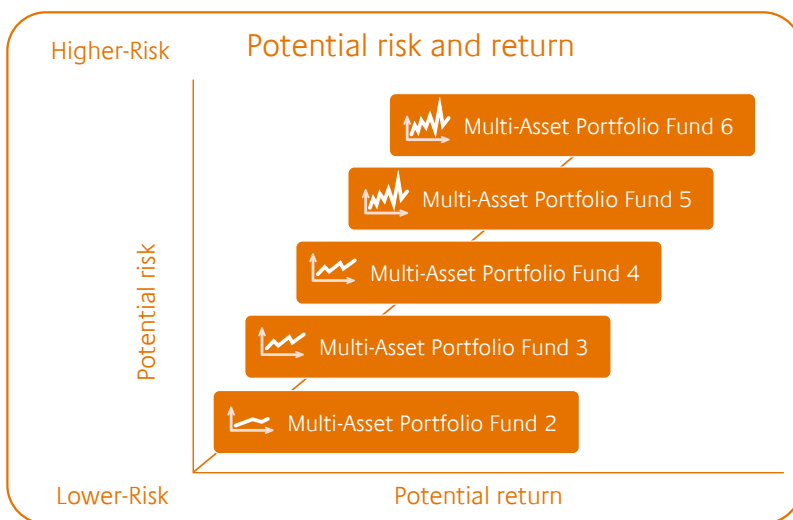 Higher-Risk
Potential risk and return
Multi-Asset Portfolio Fund 6
Multi-Asset Portfolio Fund 5
Multi-Asset Portfolio Fund 4
Multi-Asset Portfolio Fund 3
Multi-Asset Portfolio Fund 2
Potential risk
Lower-Risk
Potential return